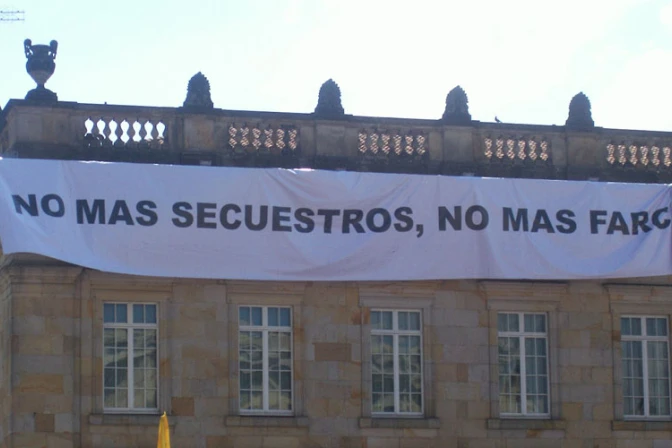 NO MAS SECUESTROS, NO MAS FARC